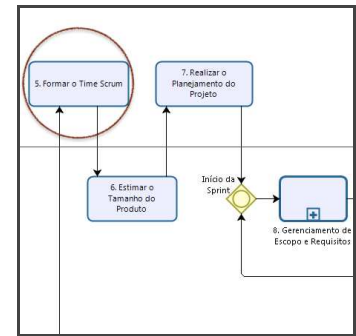 5. Formar o Time Scrum
7. Realizar o
Planejamento do
Projeto
6. Estimar o
Tamanho do
Produto
Início da
Sprint
8. Gerenciamento de
Escopo e Requisitos